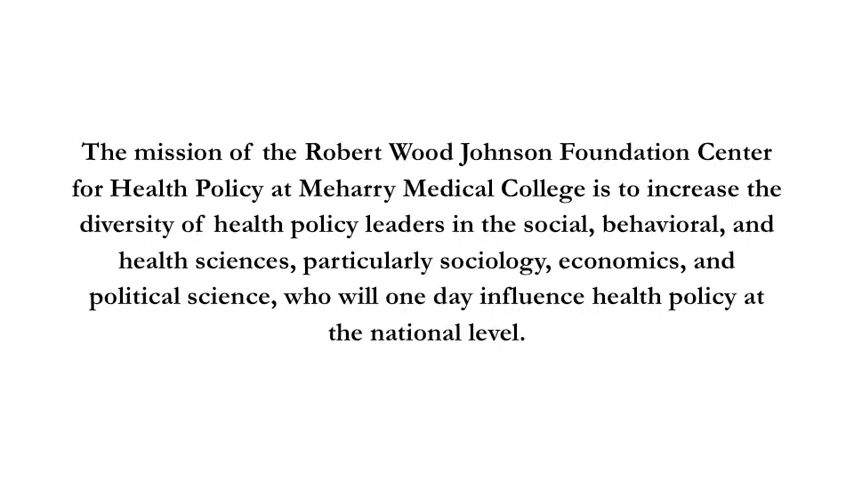 The mission of the Robert Wood Johnson Foundation Center
for Health Policy at Meharry Medical College is to increase the
diversity of health policy leaders in the social, behavioral, and
health sciences, particularly sociology, economics, and
political science, who will one day influence health policy at
the national level.